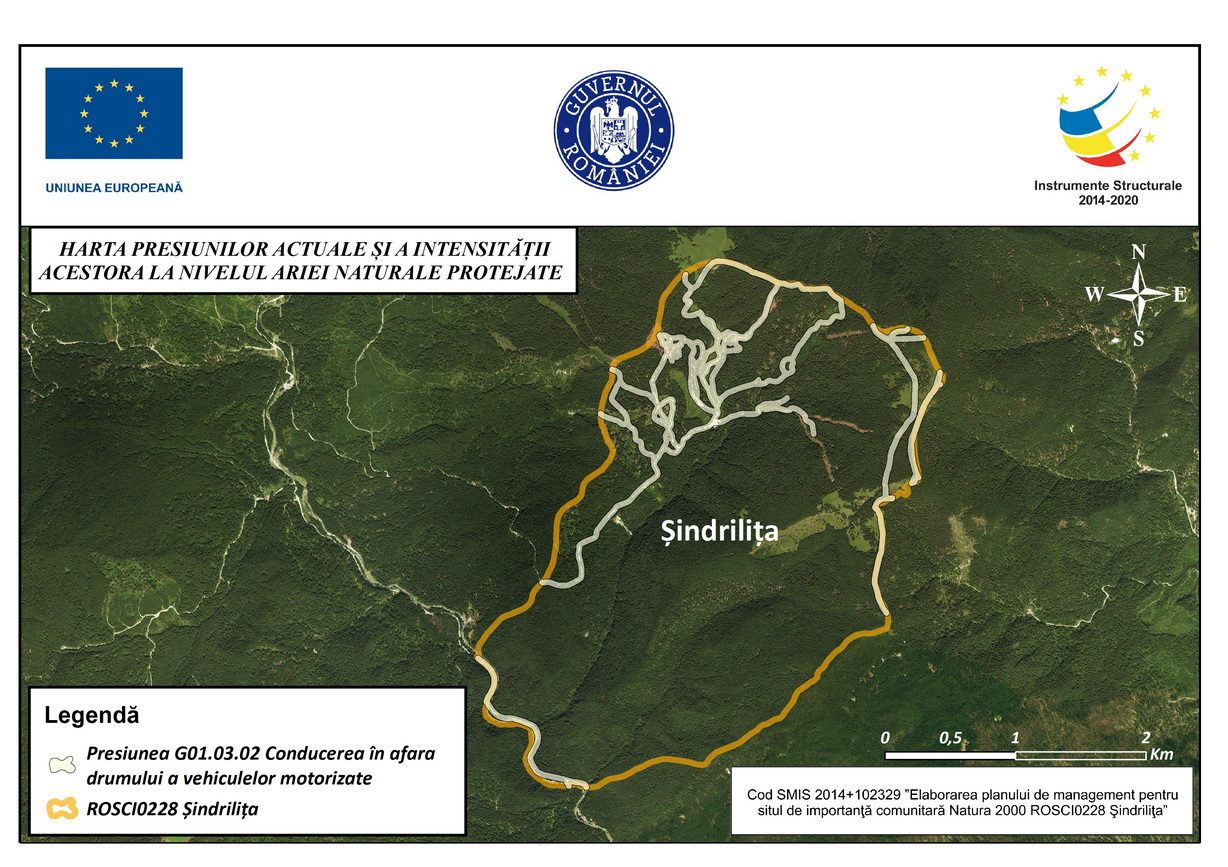 UNIUNEA EUROPEANĂ
GUVERNUL
ROMÂNIEI
Instrumente Structurale
2014-2020
HARTA PRESIUNILOR ACTUALE ȘI A INTENSITĂȚII
ACESTORA LA NIVELUL ARIEI NATURALE PROTEJATE
N
W E
S
Șindrilița
Legendă
Presiunea G01.03.02 Conducerea în afara
drumului a vehiculelor motorizate
ROSCI0228 Șindrilița
0 0,5 1 2
Km
Cod SMIS 2014+102329 ”Elaborarea planului de management pentru
situl de importanţă comunitară Natura 2000 ROSCI0228 Şindriliţa”